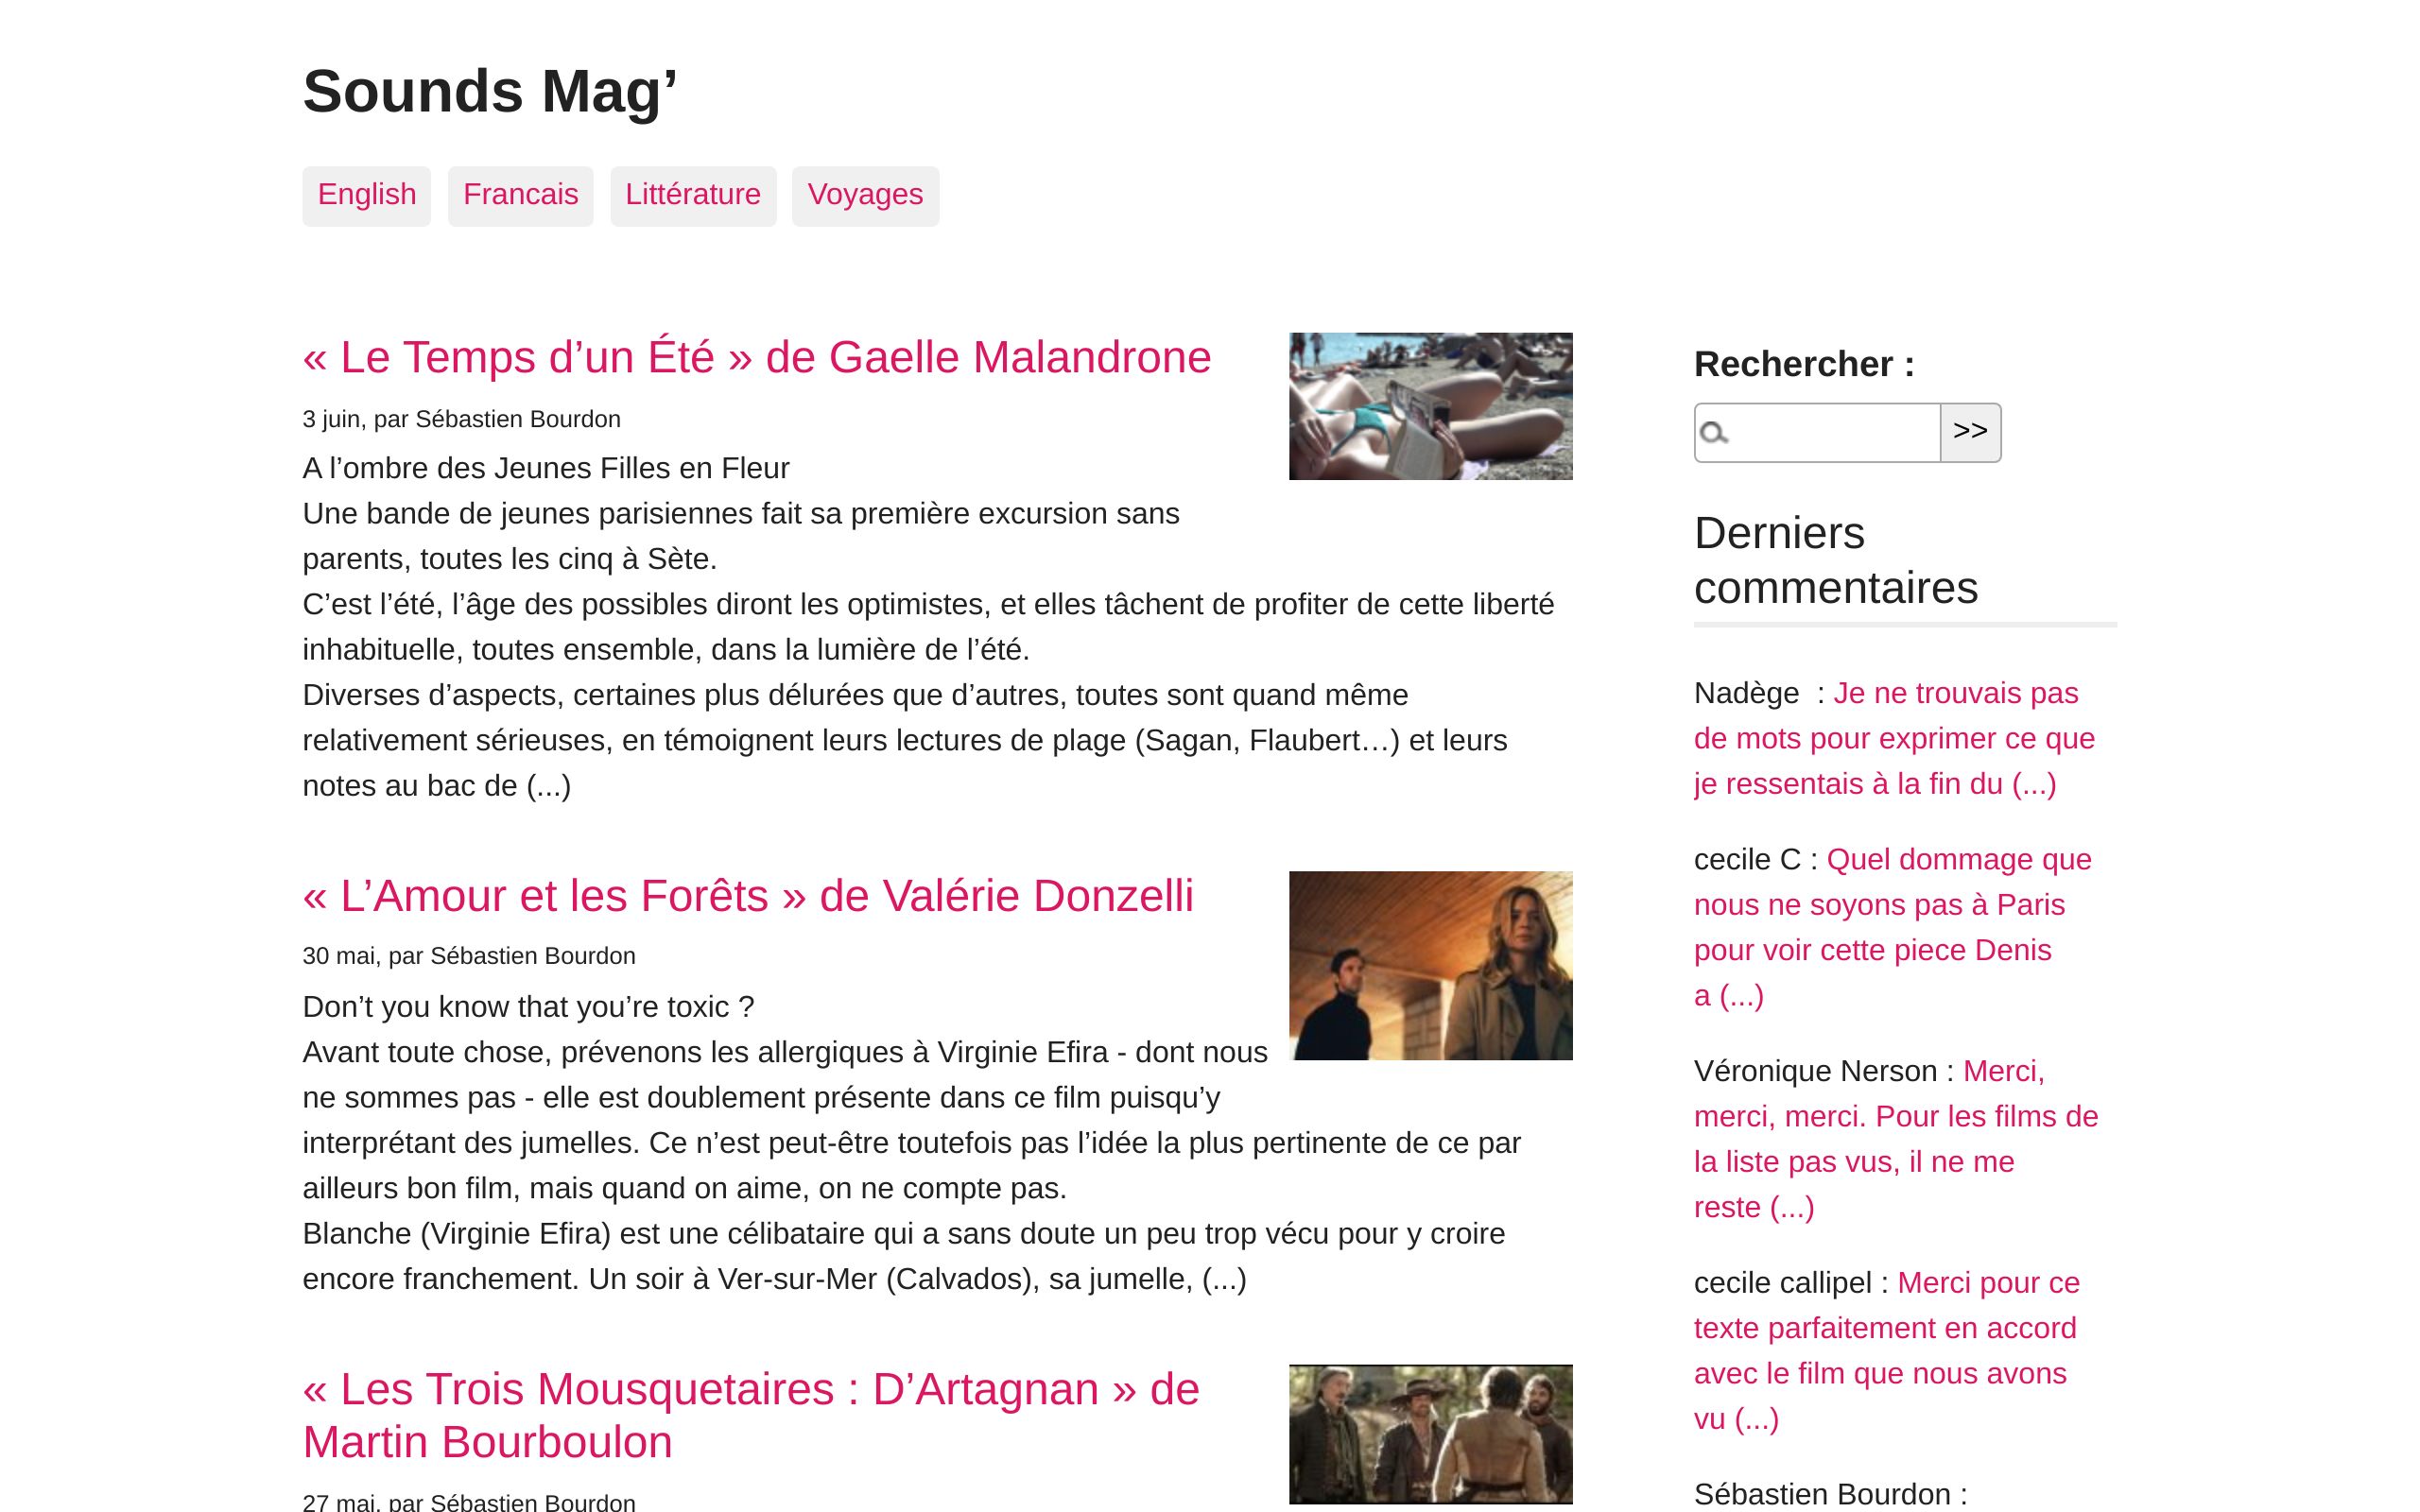 Sounds Mag’
English Francais Littérature Voyages
« Le Temps d’un Été » de Gaelle Malandrone
3 juin, par Sébastien Bourdon
A l’ombre des Jeunes Filles en Fleur
Une bande de jeunes parisiennes fait sa première excursion sans
parents, toutes les cinq à Sète.
C’est l’été, l’âge des possibles diront les optimistes, et elles tâchent de profiter de cette liberté
inhabituelle, toutes ensemble, dans la lumière de l’été.
Diverses d’aspects, certaines plus délurées que d’autres, toutes sont quand même
relativement sérieuses, en témoignent leurs lectures de plage (Sagan, Flaubert…) et leurs
notes au bac de (...)
« L’Amour et les Forêts » de Valérie Donzelli
30 mai, par Sébastien Bourdon
Don’t you know that you’re toxic ?
Avant toute chose, prévenons les allergiques à Virginie Efira - dont nous
ne sommes pas - elle est doublement présente dans ce film puisqu’y
interprétant des jumelles. Ce n’est peut-être toutefois pas l’idée la plus pertinente de ce par
ailleurs bon film, mais quand on aime, on ne compte pas.
Blanche (Virginie Efira) est une célibataire qui a sans doute un peu trop vécu pour y croire
encore franchement. Un soir à Ver-sur-Mer (Calvados), sa jumelle, (...)
« Les Trois Mousquetaires : D’Artagnan » de
Martin Bourboulon
27 mai, par Sébastien Bourdon
Rechercher :
>>
Derniers
commentaires
Nadège  : Je ne trouvais pas
de mots pour exprimer ce que
je ressentais à la fin du (...)
cecile C : Quel dommage que
nous ne soyons pas à Paris
pour voir cette piece Denis
a (...)
Véronique Nerson : Merci,
merci, merci. Pour les films de
la liste pas vus, il ne me
reste (...)
cecile callipel : Merci pour ce
texte parfaitement en accord
avec le film que nous avons
vu (...)
Sébastien Bourdon :